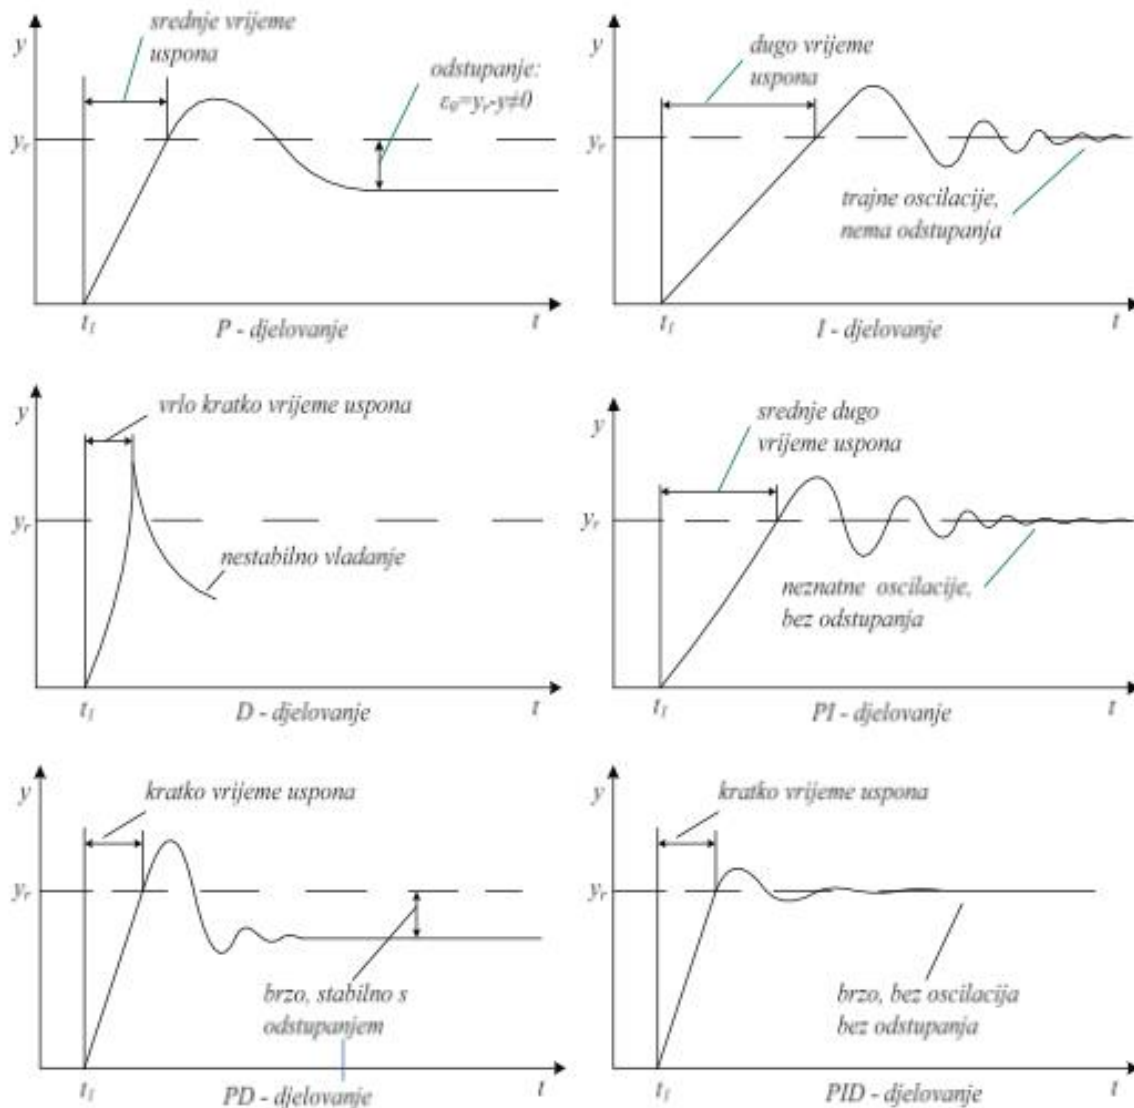 y
srednje vrijeme
uspona
odstupanje:
ε₀=yᵣ-y≠0
yᵣ
t₁
P - djelovanje
t
y
dugo vrijeme
uspona
yᵣ
trajne oscilacije,
nema odstupanja
t₁
I - djelovanje
t
y
vrlo kratko vrijeme uspona
yᵣ
nestabilno vladanje
t₁
D - djelovanje
t
y
srednje dugo
vrijeme uspona
yᵣ
neznatne oscilacije,
bez odstupanja
t₁
PI - djelovanje
t
y
kratko vrijeme uspona
yᵣ
brzo, stabilno s
odstupanjem
t₁
PD - djelovanje
t
y
kratko vrijeme uspona
yᵣ
brzo, bez oscilacija
bez odstupanja
t₁
PID - djelovanje
t